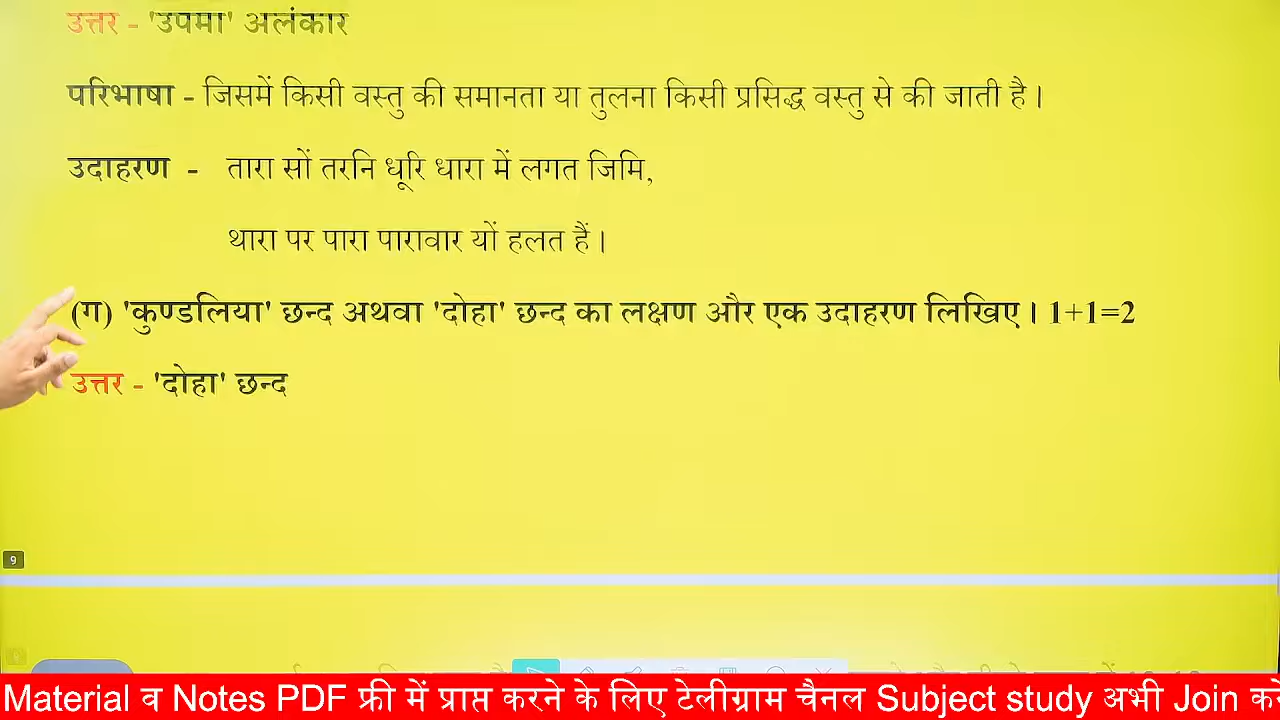 उत्तर - 'उपमा' अलंकार
परिभाषा - जिसमें किसी वस्तु की समानता या तुलना किसी प्रसिद्ध वस्तु से की जाती है।
उदाहरण - तारा सों तरनि धूरि धारा में लगत जिमि,
थारा पर पारा पारावार यों हलत हैं।
(ग) 'कुण्डलिया' छन्द अथवा 'दोहा' छन्द का लक्षण और एक उदाहरण लिखिए। 1+1=2
उत्तर - 'दोहा' छन्द
9
Material व Notes PDF फ्री में प्राप्त करने के लिए टेलीग्राम चैनल Subject study अभी Join करे